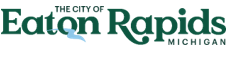 THE CITY OF
Eaton Rapids
MICHIGAN